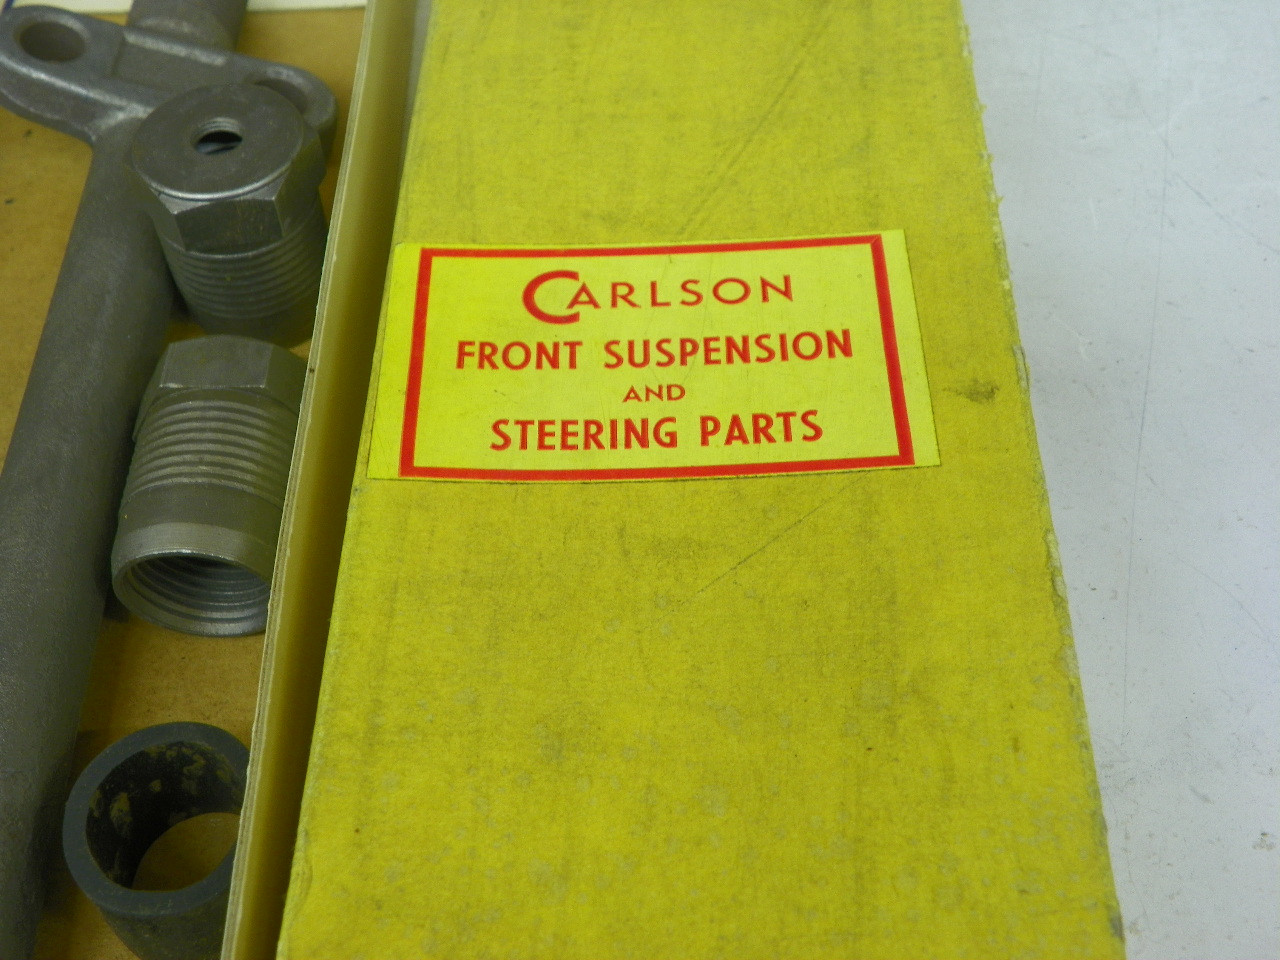 CARLSON
FRONT SUSPENSION
AND
STEERING PARTS